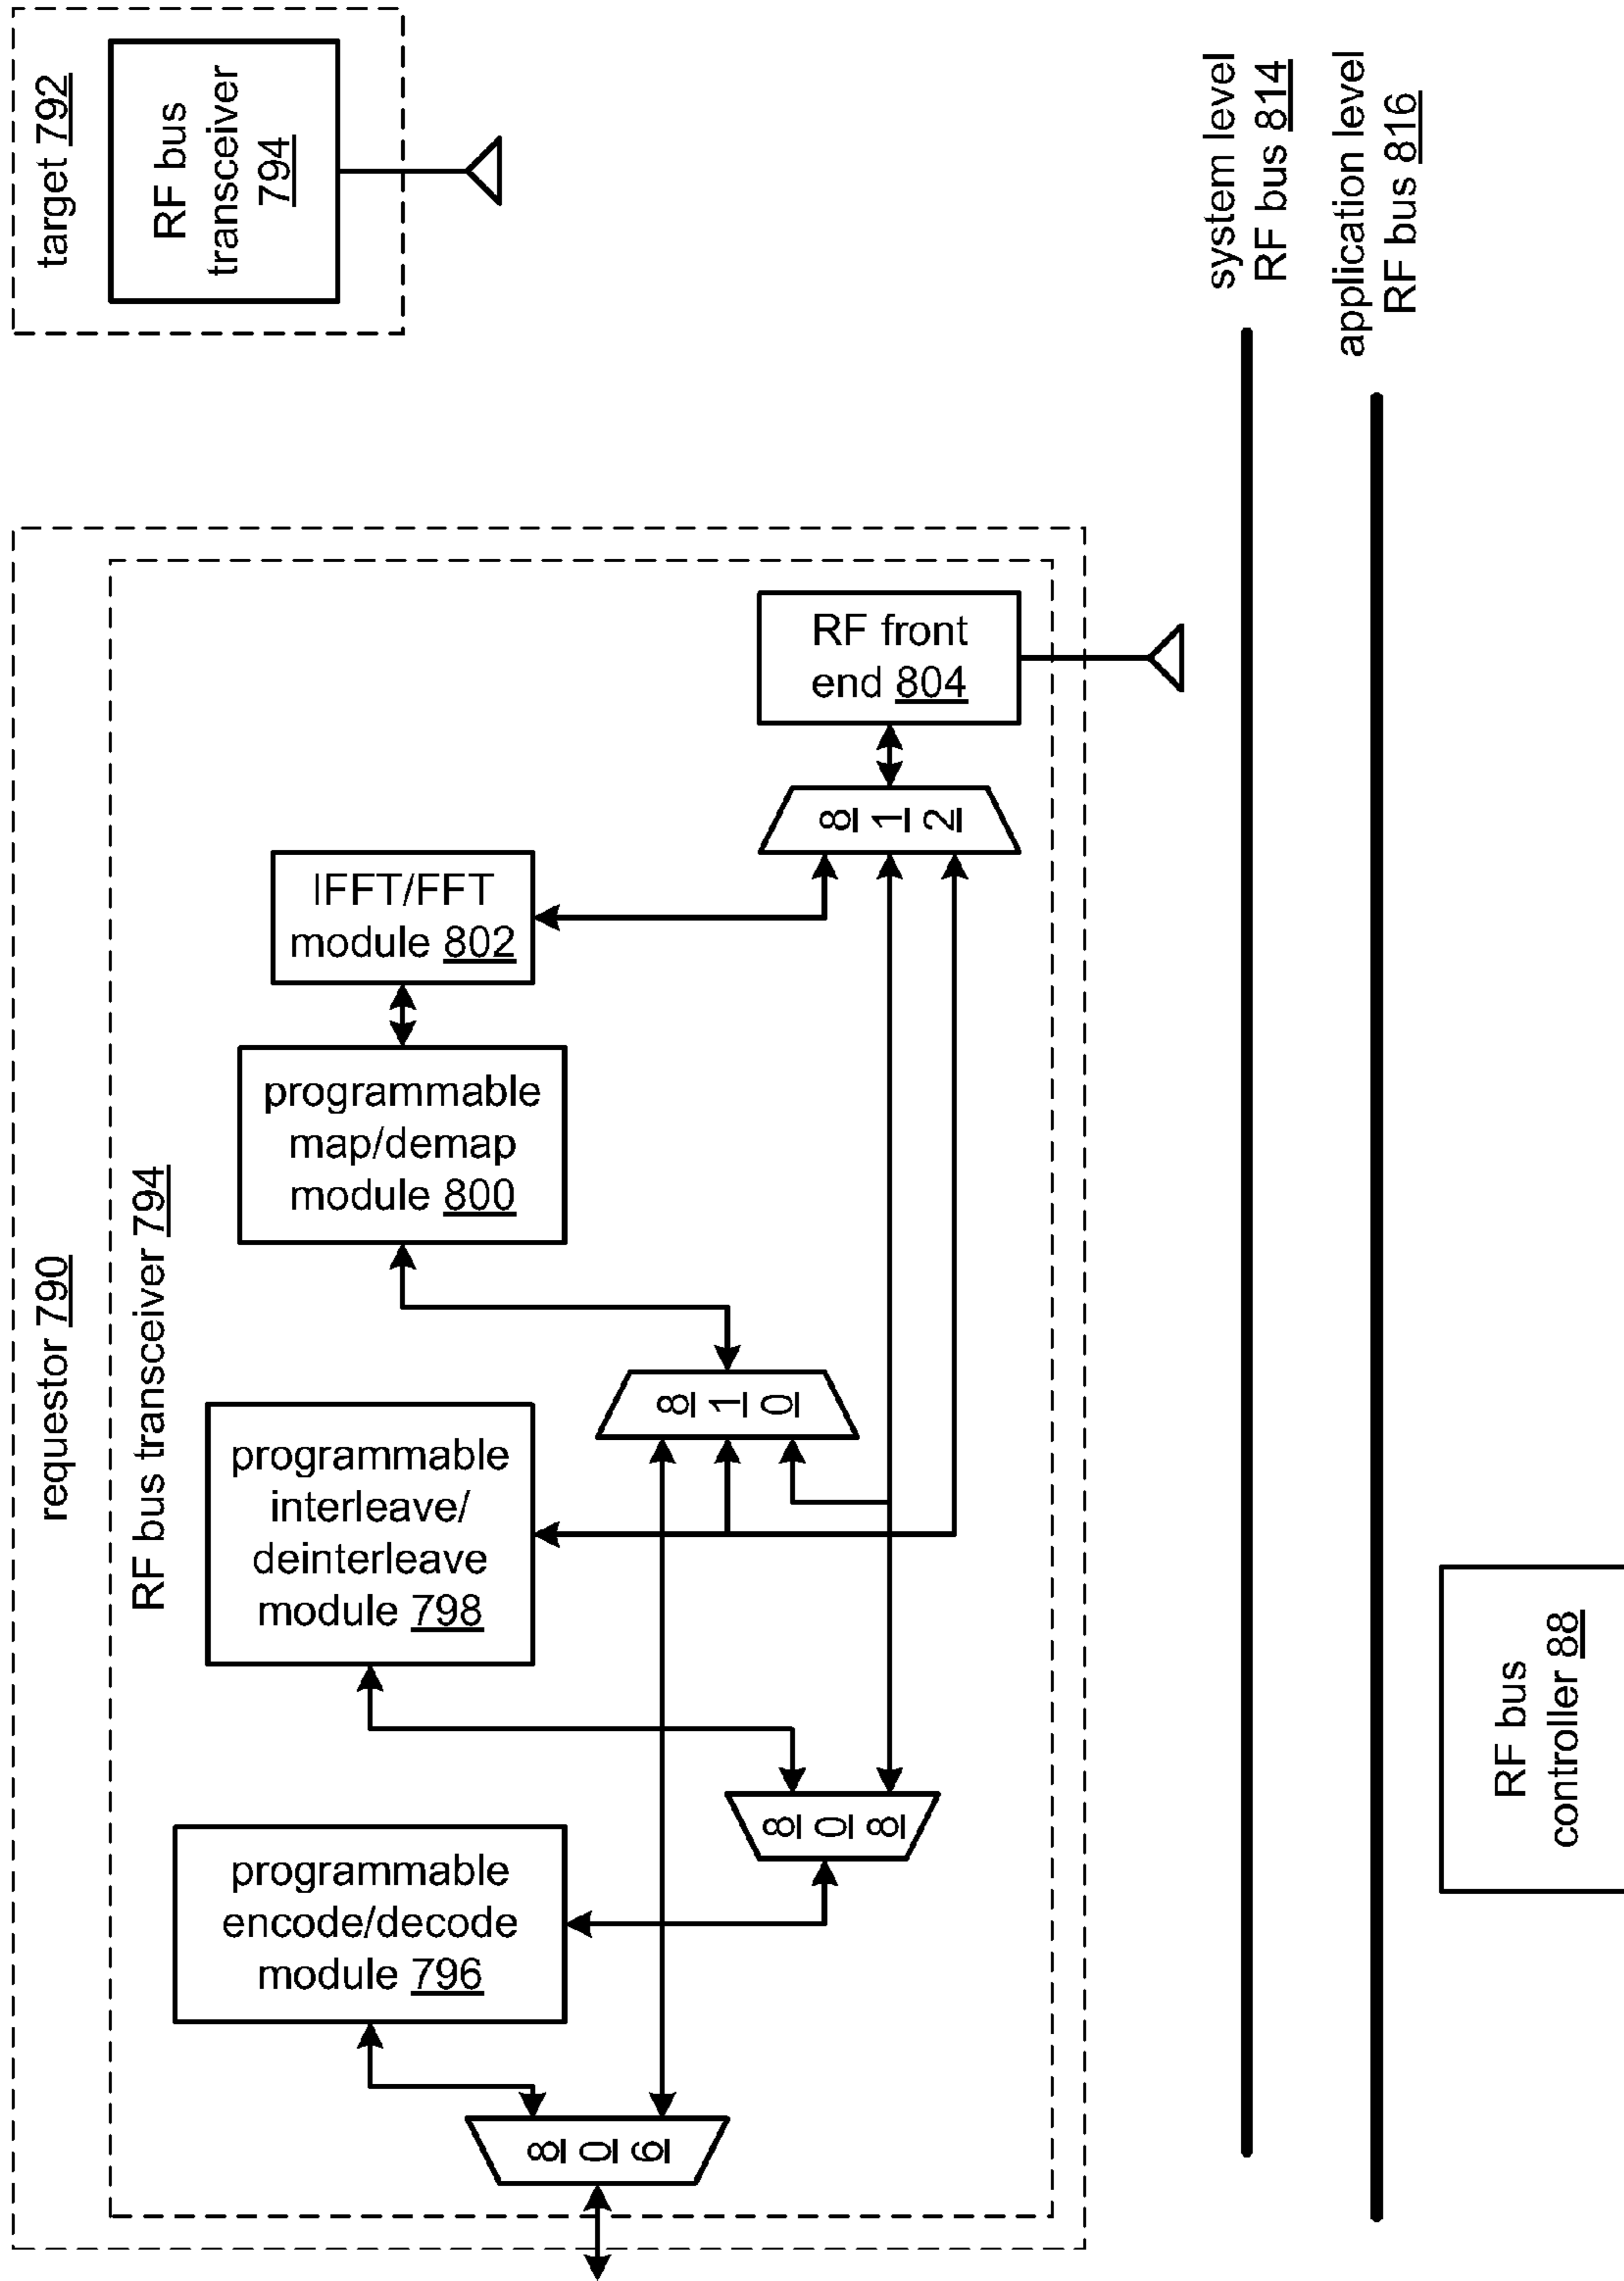 requestor 790
RF bus transceiver 794
programmable
encode/decode
module 796
programmable
interleave/
deinterleave
module 798
programmable
map/demap
module 800
IFFT/FFT
module 802
RF front
end 804
806
808
810
812
target 792
RF bus
transceiver
794
system level
RF bus 814
application level
RF bus 816
RF bus
controller 88